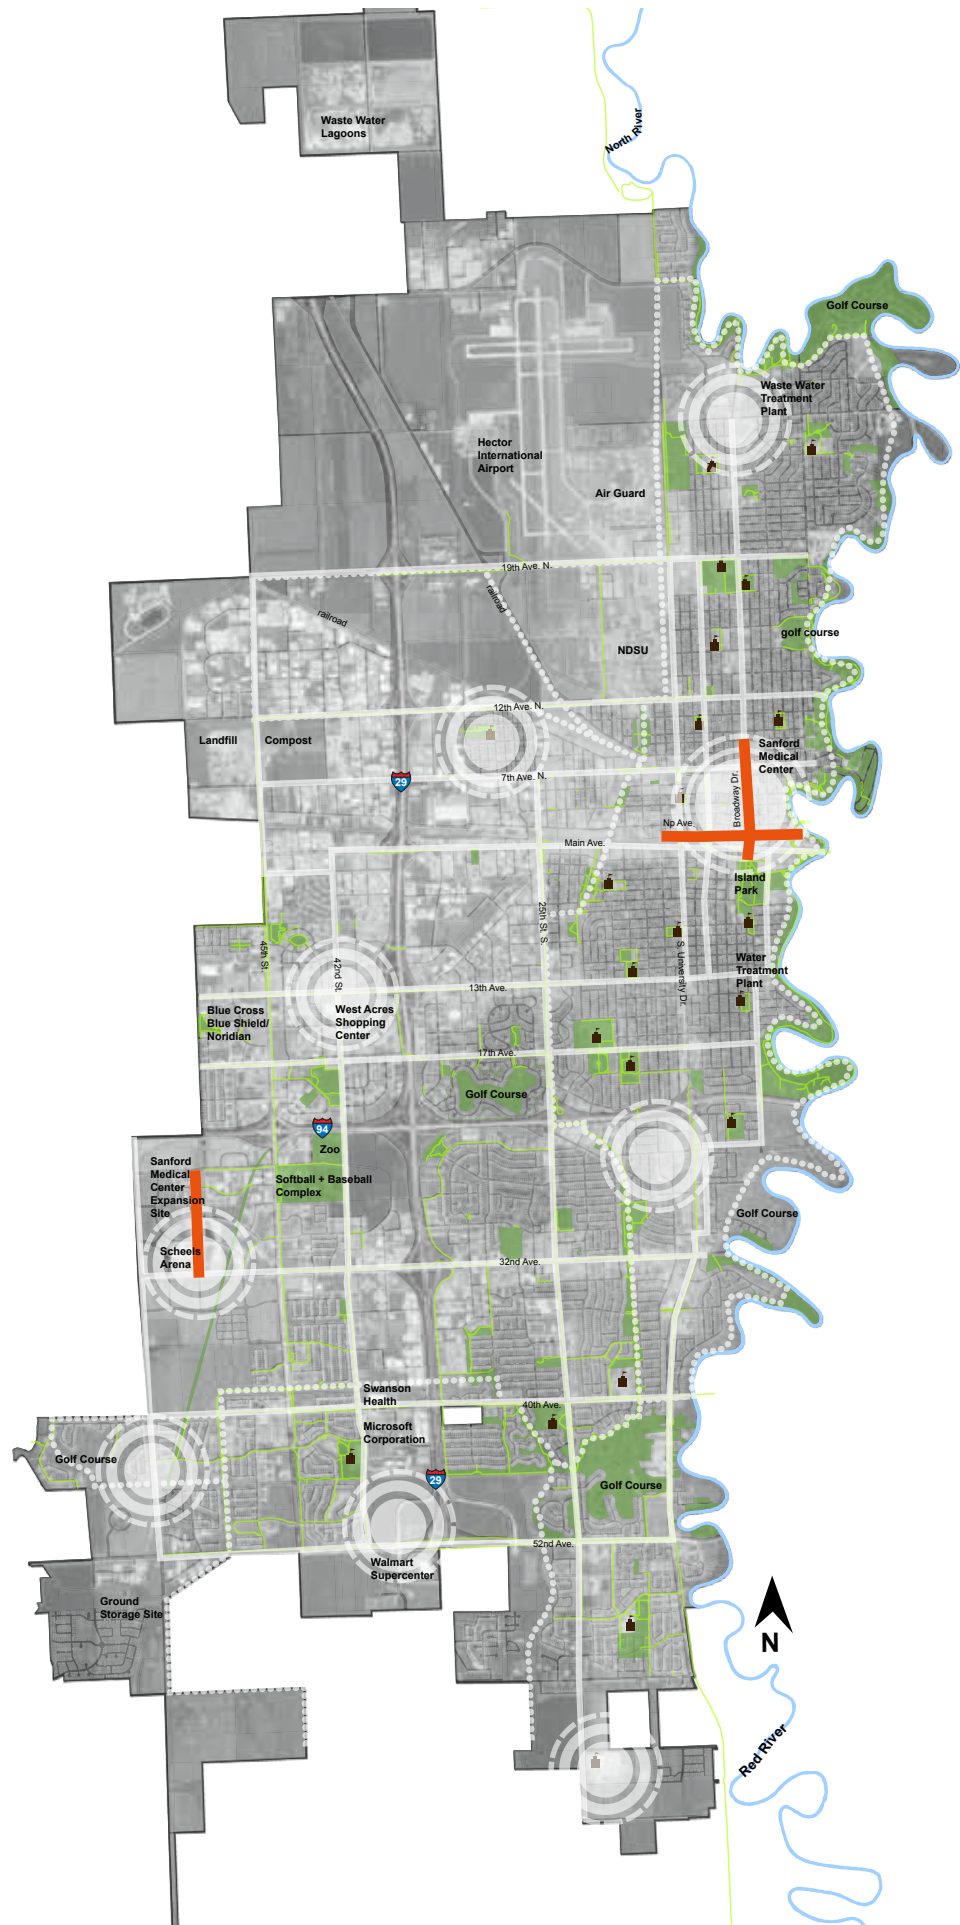 Waste Water
Lagoons
North River
Golf Course
Waste Water
Treatment
Plant
Hector
International
Airport
Air Guard
19th Ave. N.
railroad
railroad
golf course
NDSU
12th Ave. N.
Landfill
Compost
Sanford
Medical
Center
29
7th Ave. N.
Broadway Dr.
Np Ave.
Main Ave.
Island
Park
25th St. S.
45th St.
42nd St.
S. University Dr.
Water
Treatment
Plant
13th Ave.
Blue Cross
Blue Shield/
Noridian
West Acres
Shopping
Center
17th Ave.
Golf Course
94
Zoo
Sanford
Medical
Center
Expansion
Site
Softball + Baseball
Complex
Golf Course
Scheels
Arena
32nd Ave.
Swanson
Health
40th Ave.
Microsoft
Corporation
Golf Course
29
Golf Course
52nd Ave.
Walmart
Supercenter
Ground
Storage Site
N
Red River